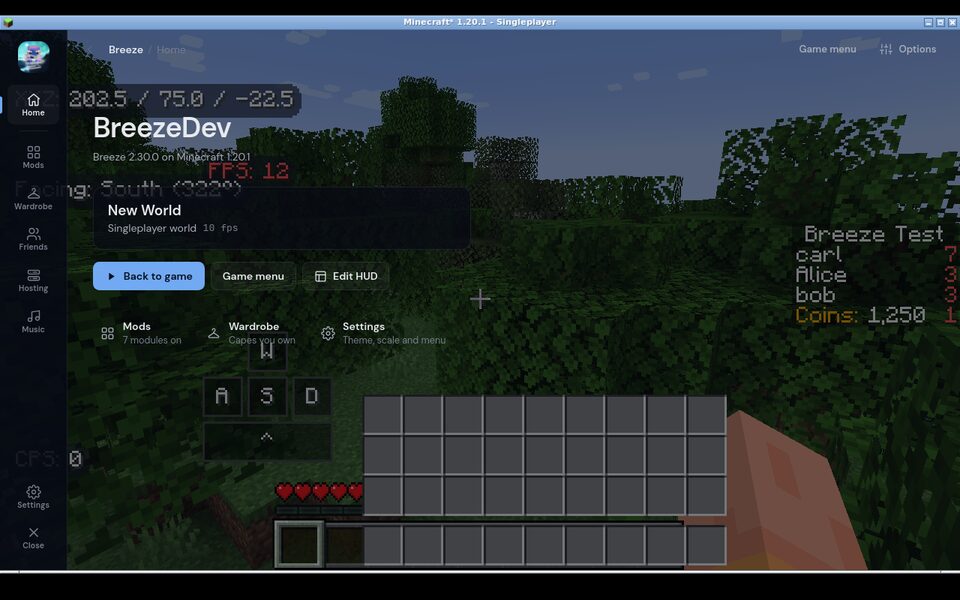 Minecraft* 1.20.1 - Singleplayer
Breeze / Home
Game menu
Options
XYZ: 202.5 / 75.0 / -22.5
Home
BreezeDev
Breeze 2.30.0 on Minecraft 1.20.1
FPS: 12
Mods
Facing: South (322°)
Wardrobe
New World
Singleplayer world 10 fps
Friends
Breeze Test
carl 7
Alice 3
bob 3
Coins: 1,250 1
Back to game
Game menu
Edit HUD
Hosting
Music
Mods
7 modules on
Wardrobe
Capes you own
Settings
Theme, scale and menu
W
A S D
^
CPS: 0
Settings
Close